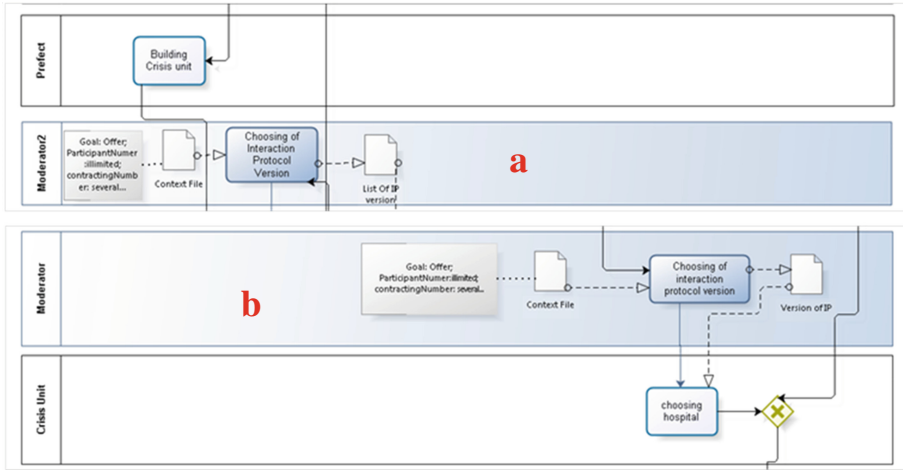 Prefect
Building
Crisis unit
Moderator2
Goal: Offer;
ParticipantNumer
:illimited;
contractingNumb
er: several...
Context File
Choosing of
Interaction
Protocol
Version
List Of IP
version
a
Moderator
b
Goal: Offer;
ParticipantNumer:illimited;
contractingNumber: several...
Context File
Choosing of
interaction
protocol version
Version of IP
Crisis Unit
choosing
hospital